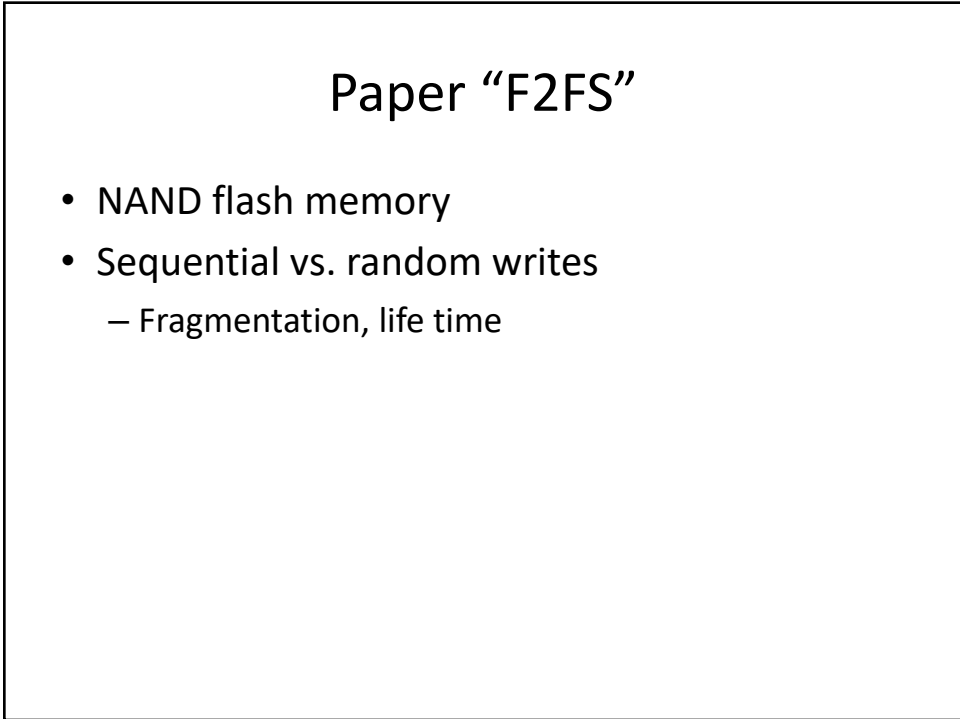 Paper “F2FS”
• NAND flash memory
• Sequential vs. random writes
– Fragmentation, life time